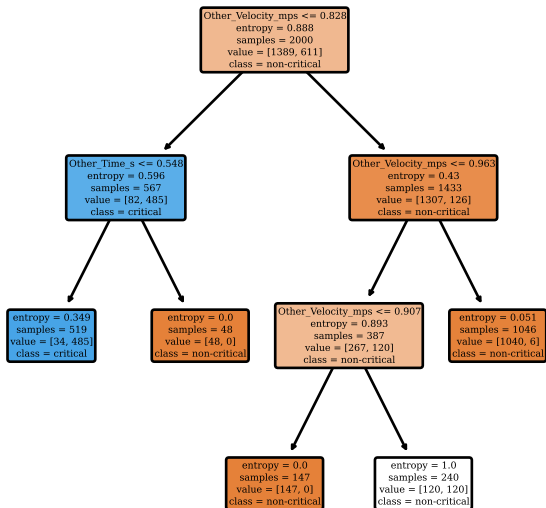 Other_Velocity_mps <= 0.828
entropy = 0.888
samples = 2000
value = [1389, 611]
class = non-critical
Other_Time_s <= 0.548
entropy = 0.596
samples = 567
value = [82, 485]
class = critical
Other_Velocity_mps <= 0.963
entropy = 0.43
samples = 1433
value = [1307, 126]
class = non-critical
entropy = 0.349
samples = 519
value = [34, 485]
class = critical
entropy = 0.0
samples = 48
value = [48, 0]
class = non-critical
Other_Velocity_mps <= 0.907
entropy = 0.893
samples = 387
value = [267, 120]
class = non-critical
entropy = 0.051
samples = 1046
value = [1040, 6]
class = non-critical
entropy = 0.0
samples = 147
value = [147, 0]
class = non-critical
entropy = 1.0
samples = 240
value = [120, 120]
class = non-critical